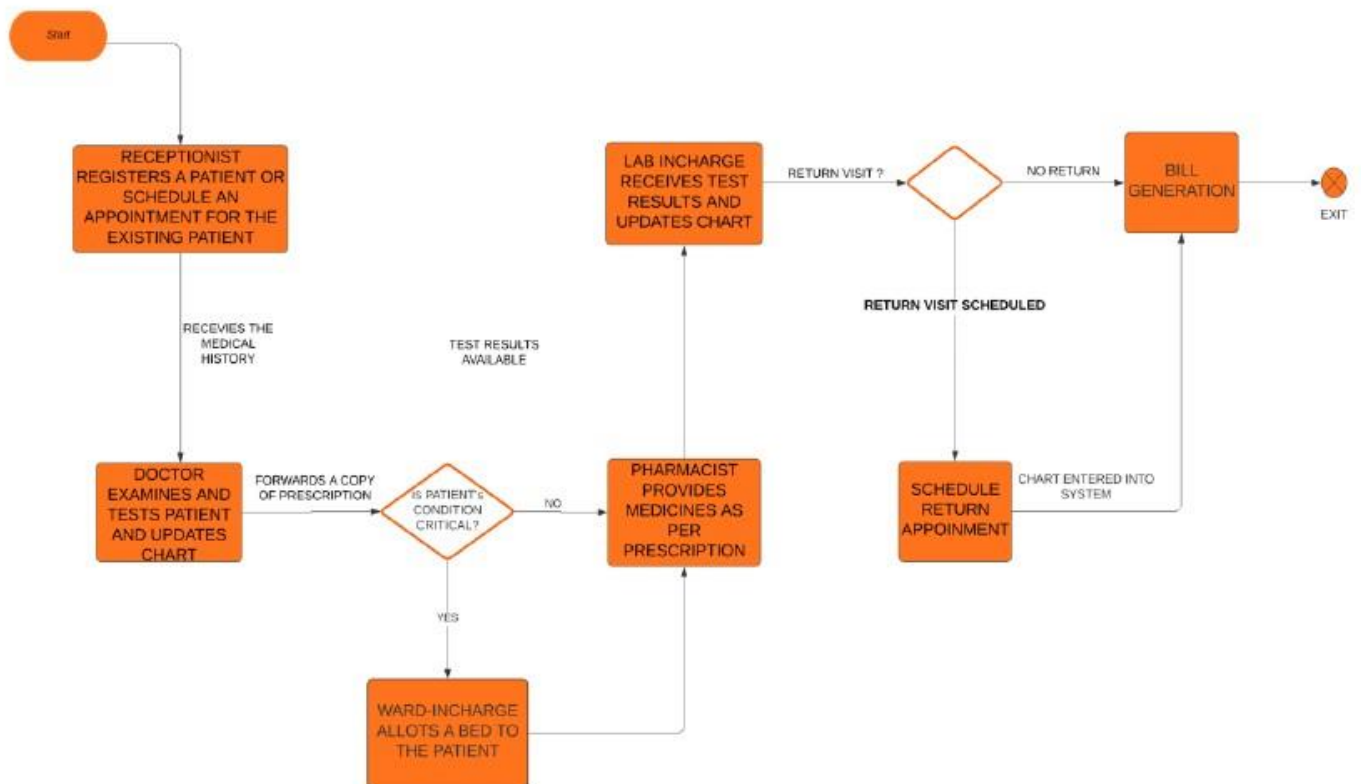 Start
RECEPTIONIST
REGISTERS A PATIENT OR
SCHEDULE AN
APPOINTMENT FOR THE
EXISTING PATIENT
RECEVIES THE
MEDICAL
HISTORY
DOCTOR
EXAMINES AND
TESTS PATIENT
AND UPDATES
CHART
FORWARDS A COPY
OF PRESCRIPTION
IS PATIENT's
CONDITION
CRITICAL?
NO
YES
WARD-INCHARGE
ALLOTS A BED TO
THE PATIENT
PHARMACIST
PROVIDES
MEDICINES AS
PER
PRESCRIPTION
TEST RESULTS
AVAILABLE
LAB INCHARGE
RECEIVES TEST
RESULTS AND
UPDATES CHART
RETURN VISIT ?
NO RETURN
RETURN VISIT SCHEDULED
SCHEDULE
RETURN
APPOINMENT
CHART ENTERED INTO
SYSTEM
BILL
GENERATION
EXIT